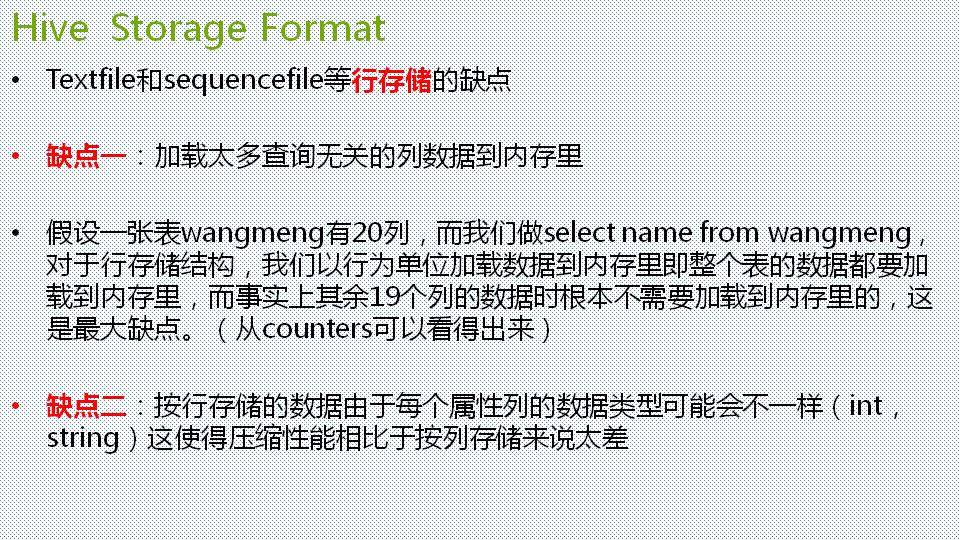 Hive Storage Format
• Textfile和sequencefile等行存储的缺点
• 缺点一：加载太多查询无关的列数据到内存里
• 假设一张表wangmeng有20列，而我们做select name from wangmeng，
对于行存储结构，我们以行为单位加载数据到内存里即整个表的数据都要加
载到内存里，而事实上其余19个列的数据时根本不需要加载到内存里的，这
是最大缺点。（从counters可以看得出来）
• 缺点二：按行存储的数据由于每个属性列的数据类型可能会不一样（int，
string）这使得压缩性能相比于按列存储来说太差